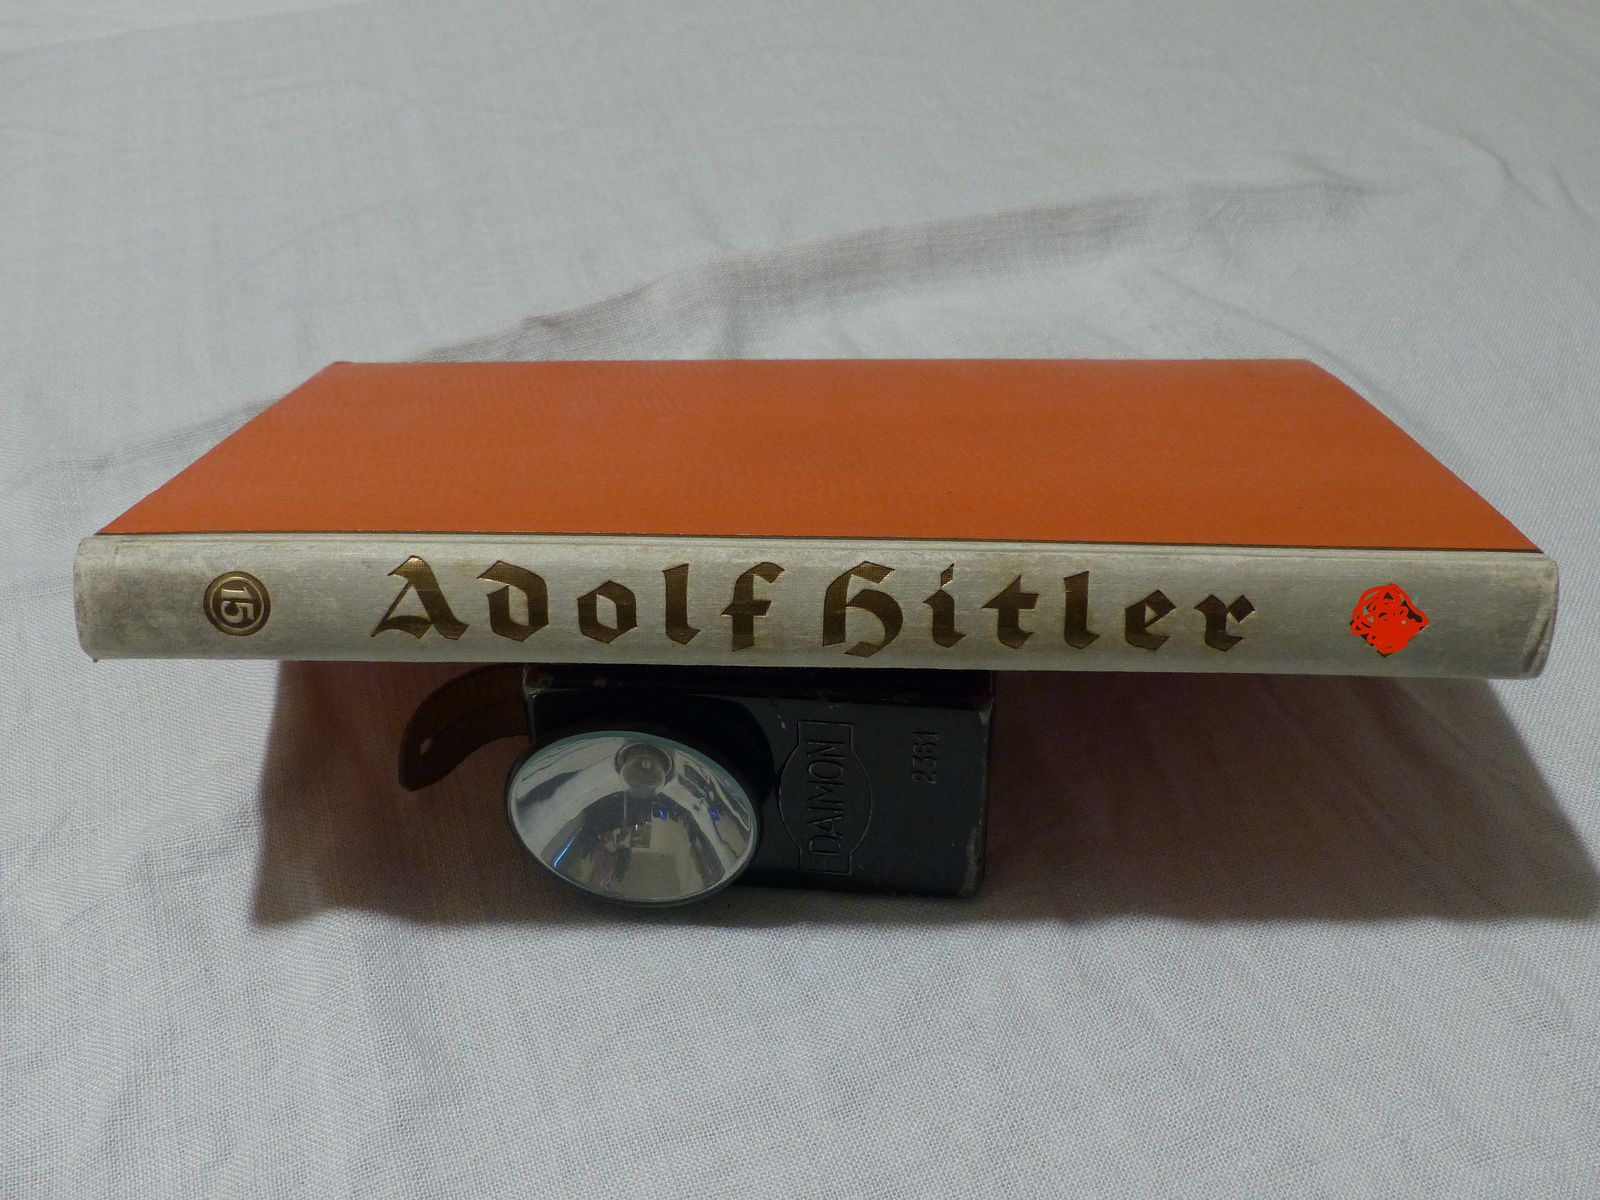 15 Adolf Hitler
DAIMON
2361